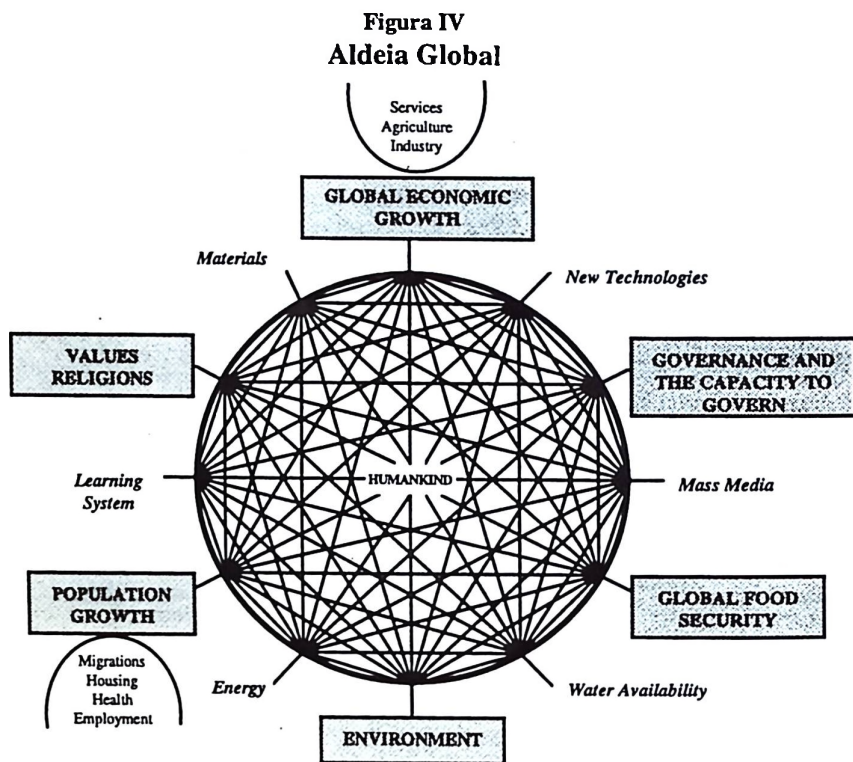 Figura IV
Aldeia Global
Services
Agriculture
Industry
GLOBAL ECONOMIC
GROWTH
Materials
New Technologies
VALUES
RELIGIONS
GOVERNANCE AND
THE CAPACITY TO
GOVERN
Learning
System
HUMANKIND
Mass Media
POPULATION
GROWTH
GLOBAL FOOD
SECURITY
Migrations
Housing
Health
Employment
Energy
Water Availability
ENVIRONMENT